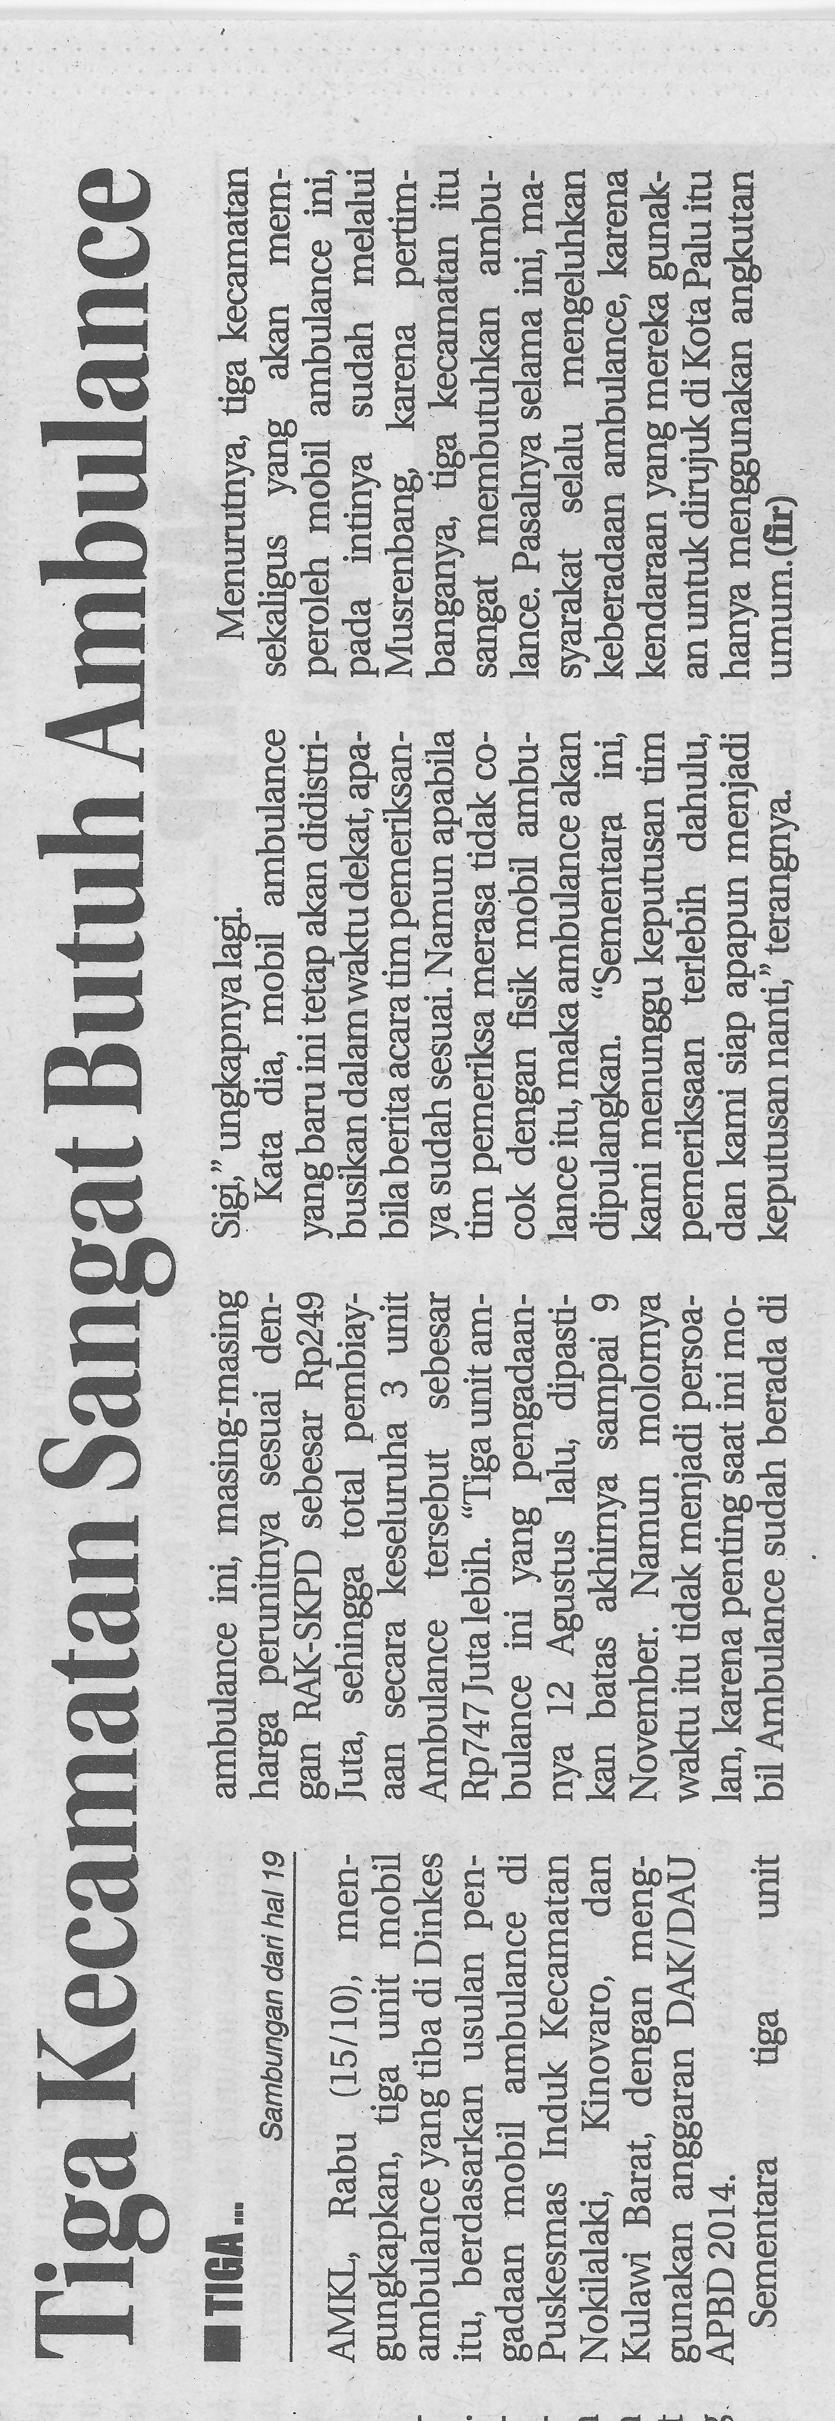 Tiga Kecamatan Sangat Butuh Ambulance
TIGA...
Sambungan dari hal 19
AMKL, Rabu (15/10), men-
gungkapkan, tiga unit mobil
ambulance yang tiba di Dinkes
itu, berdasarkan usulan pen-
gadaan mobil ambulance di
Puskesmas Induk Kecamatan
Nokilalaki, Kinovaro, dan
Kulawi Barat, dengan meng-
gunakan anggaran DAK/DAU
APBD 2014.
Sementara tiga unit
ambulance ini, masing-masing
harga perunitnya sesuai den-
gan RAK-SKPD sebesar Rp249
Juta, sehingga total pembiay-
aan secara keseluruha 3 unit
Ambulance tersebut sebesar
Rp747 Juta lebih. “Tiga unit am-
bulance ini yang pengadaan-
nya 12 Agustus lalu, dipasti-
kan batas akhirnya sampai 9
November. Namun molornya
waktu itu tidak menjadi persoa-
lan, karena penting saat ini mo-
bil Ambulance sudah berada di
Sigi,” ungkapnya lagi.
Kata dia, mobil ambulance
yang baru ini tetap akan didistri-
busikan dalam waktu dekat, apa-
bila berita acara tim pemeriksan-
ya sudah sesuai. Namun apabila
tim pemeriksa merasa tidak co-
cok dengan fisik mobil ambu-
lance itu, maka ambulance akan
dipulangkan. “Sementara ini,
kami menunggu keputusan tim
pemeriksaan terlebih dahulu,
dan kami siap apapun menjadi
keputusan nanti,” terangnya.
Menurutnya, tiga kecamatan
sekaligus yang akan mem-
peroleh mobil ambulance ini,
pada intinya sudah melalui
Musrenbang, karena pertim-
banganya, tiga kecamatan itu
sangat membutuhkan ambu-
lance. Pasalnya selama ini, ma-
syarakat selalu mengeluhkan
keberadaan ambulance, karena
kendaraan yang mereka gunak-
an untuk dirujuk di Kota Palu itu
hanya menggunakan angkutan
umum.(fir)